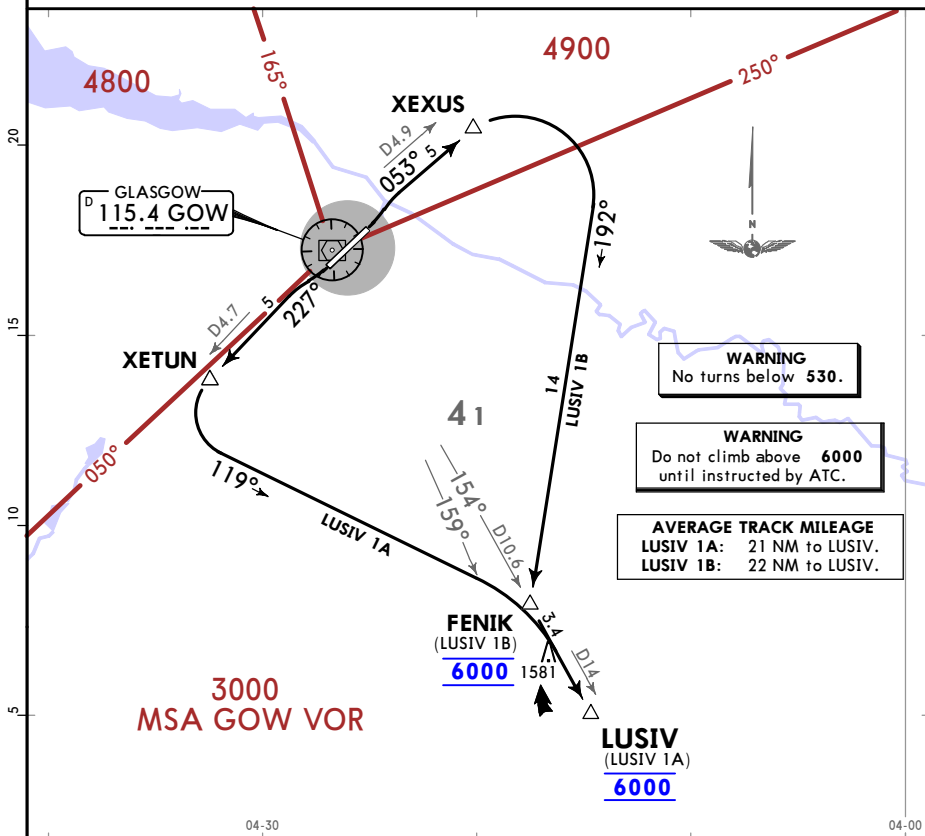 4800
165°
4900
250°
XEXUS
20
D4.9
053° 5
GLASGOW
D 115.4 GOW
N
192°
D4.7
5
227°
XETUN
15
14
LUSIV 1B
WARNING
No turns below 530.
41
WARNING
Do not climb above 6000
until instructed by ATC.
050°
119°
LUSIV 1A
154°
159°
D10.6
10
AVERAGE TRACK MILEAGE
LUSIV 1A: 21 NM to LUSIV.
LUSIV 1B: 22 NM to LUSIV.
FENIK
(LUSIV 1B)
6000
3.4
1581
D14
3000
MSA GOW VOR
5
LUSIV
(LUSIV 1A)
6000
04-30
04-00